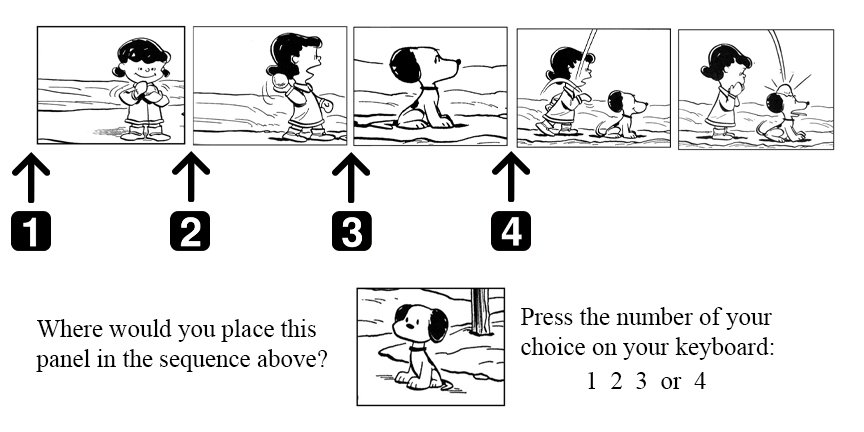 1 2 3 4
Where would you place this
panel in the sequence above?
Press the number of your
choice on your keyboard:
1 2 3 or 4